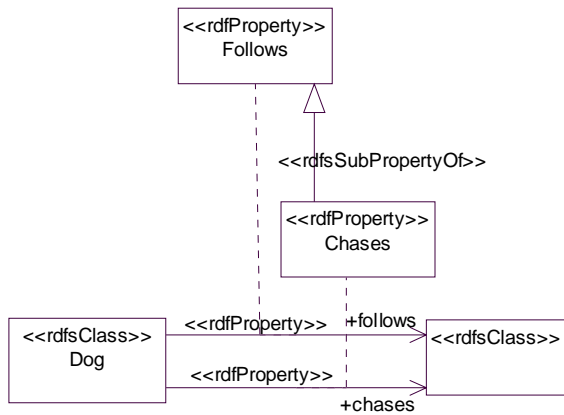 <<rdfProperty>>
Follows
<<rdfsSubPropertyOf>>
<<rdfProperty>>
Chases
<<rdfsClass>>
Dog
<<rdfProperty>>
+follows
<<rdfProperty>>
+chases
<<rdfsClass>>